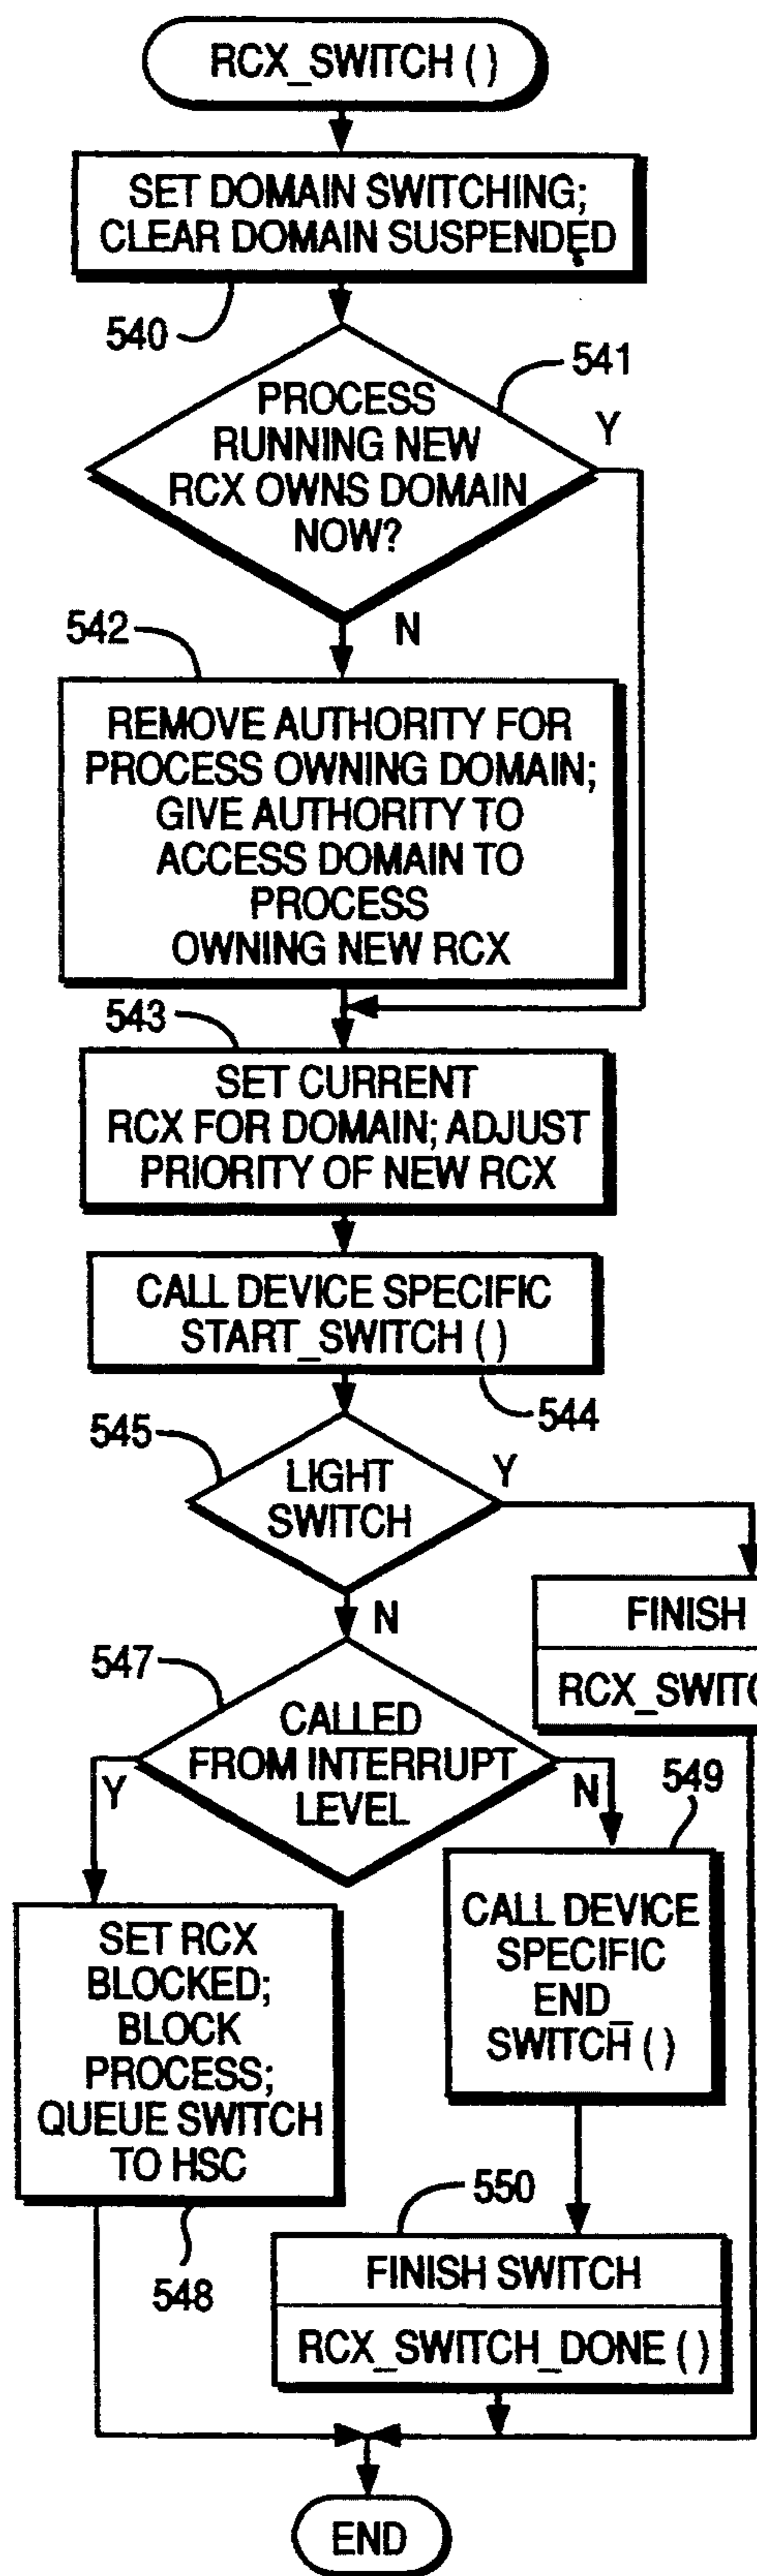 RCX_SWITCH ( )
SET DOMAIN SWITCHING;
CLEAR DOMAIN SUSPENDED
540
541
PROCESS
RUNNING NEW
RCX OWNS DOMAIN
NOW?
Y
N
542
REMOVE AUTHORITY FOR
PROCESS OWNING DOMAIN;
GIVE AUTHORITY TO
ACCESS DOMAIN TO
PROCESS
OWNING NEW RCX
543
SET CURRENT
RCX FOR DOMAIN; ADJUST
PRIORITY OF NEW RCX
CALL DEVICE SPECIFIC
START_SWITCH ( )
544
545
LIGHT
SWITCH
Y
N
FINISH
RCX_SWITC
547
CALLED
FROM INTERRUPT
LEVEL
Y
N
549
SET RCX
BLOCKED;
BLOCK
PROCESS;
QUEUE SWITCH
TO HSC
548
CALL DEVICE
SPECIFIC
END_
SWITCH ( )
550
FINISH SWITCH
RCX_SWITCH_DONE ( )
END